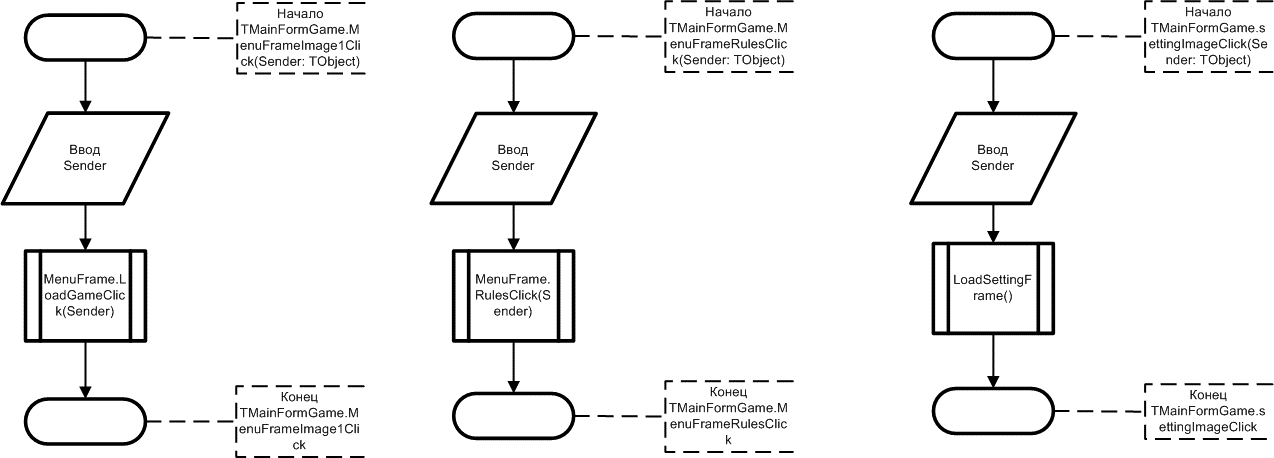 Начало
TMainFormGame.M
enuFrameImage1Cli
ck(Sender: TObject)
Ввод
Sender
MenuFrame.L
oadGameClic
k(Sender)
Конец
TMainFormGame.M
enuFrameImage1Cli
ck
Начало
TMainFormGame.M
enuFrameRulesClic
k(Sender: TObject)
Ввод
Sender
MenuFrame.
RulesClick(S
ender)
Конец
TMainFormGame.M
enuFrameRulesClic
k
Начало
TMainFormGame.s
ettingImageClick(Se
nder: TObject)
Ввод
Sender
LoadSettingF
rame()
Конец
TMainFormGame.s
ettingImageClick